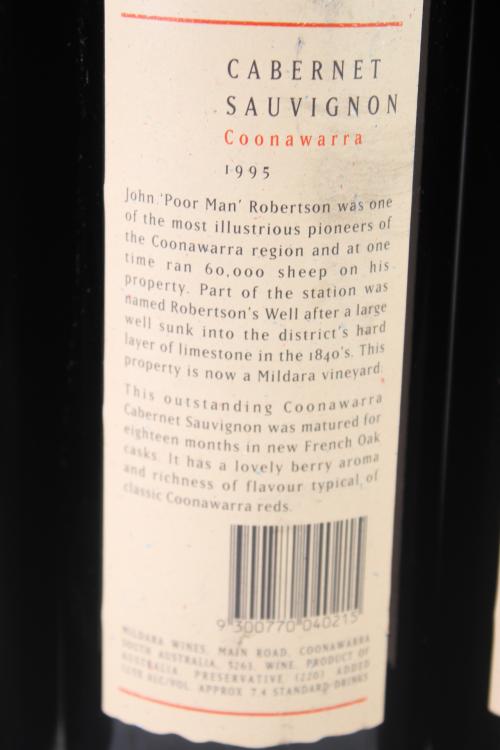 CABERNET
SAUVIGNON
Coonawarra
1995
John 'Poor Man' Robertson was one
of the most illustrious pioneers of
the Coonawarra region and at one
time ran 60,000 sheep on his
property. Part of the station was
named Robertson's Well after a large
well sunk into the district's hard
layer of limestone in the 1840's. This
property is now a Mildara vineyard.
This outstanding Coonawarra
Cabernet Sauvignon was matured for
eighteen months in new French Oak
casks. It has a lovely berry aroma
and richness of flavour typical of
classic Coonawarra reds.
9 300770 040215
MILDARA WINES, MAIN ROAD, COONAWARRA
SOUTH AUSTRALIA, 5263, WINE, PRODUCT OF
AUSTRALIA PRESERVATIVE (220) ADDED
ALC/VOL. APPROX 7.4 STANDARD DRINKS